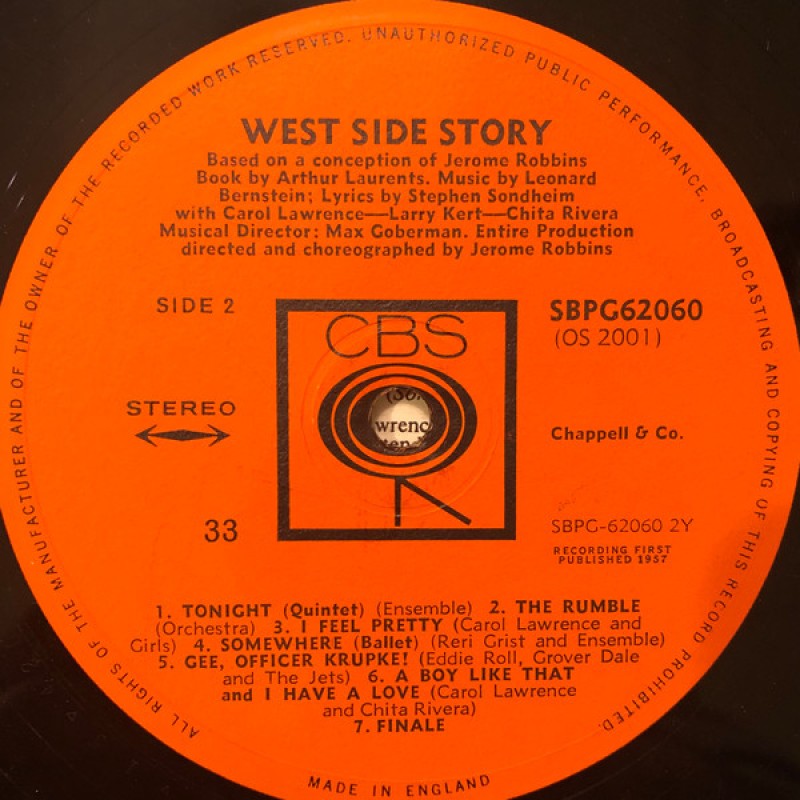 ALL RIGHTS OF THE MANUFACTURER AND OF THE OWNER OF THE RECORDED WORK RESERVED. UNAUTHORIZED PUBLIC PERFORMANCE, BROADCASTING AND COPYING OF THIS RECORD PROHIBITED.
WEST SIDE STORY
Based on a conception of Jerome Robbins
Book by Arthur Laurents. Music by Leonard
Bernstein; Lyrics by Stephen Sondheim
with Carol Lawrence—Larry Kert—Chita Rivera
Musical Director: Max Goberman. Entire Production
directed and choreographed by Jerome Robbins
SIDE 2
CBS
SBPG62060
(OS 2001)
STEREO
wrenc
Chappell & Co.
33
SBPG-62060 2Y
RECORDING FIRST
PUBLISHED 1957
1. TONIGHT (Quintet) (Ensemble) 2. THE RUMBLE
(Orchestra) 3. I FEEL PRETTY (Carol Lawrence and
Girls) 4. SOMEWHERE (Ballet) (Reri Grist and Ensemble)
5. GEE, OFFICER KRUPKE! (Eddie Roll, Grover Dale
and The Jets) 6. A BOY LIKE THAT
and I HAVE A LOVE (Carol Lawrence
and Chita Rivera)
7. FINALE
MADE IN ENGLAND